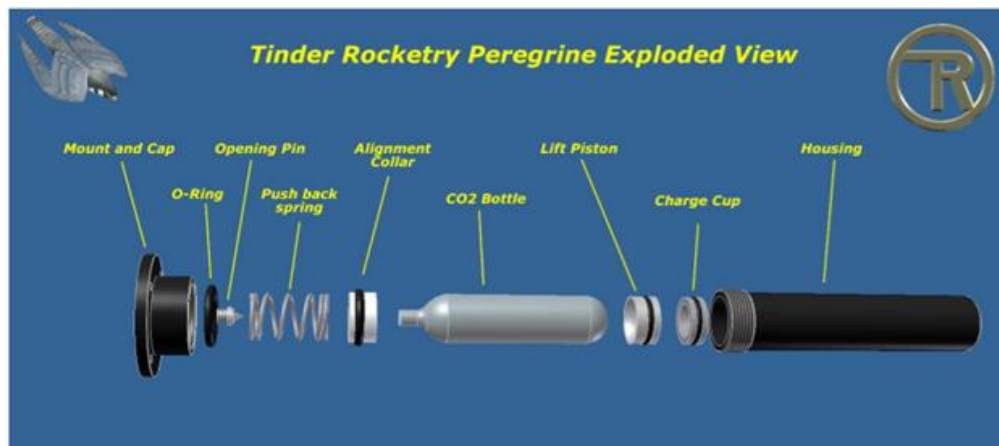 Tinder Rocketry Peregrine Exploded View
TR
Mount and Cap
Opening Pin
Alignment
Collar
Lift Piston
Housing
O-Ring
Push back
spring
CO2 Bottle
Charge Cup